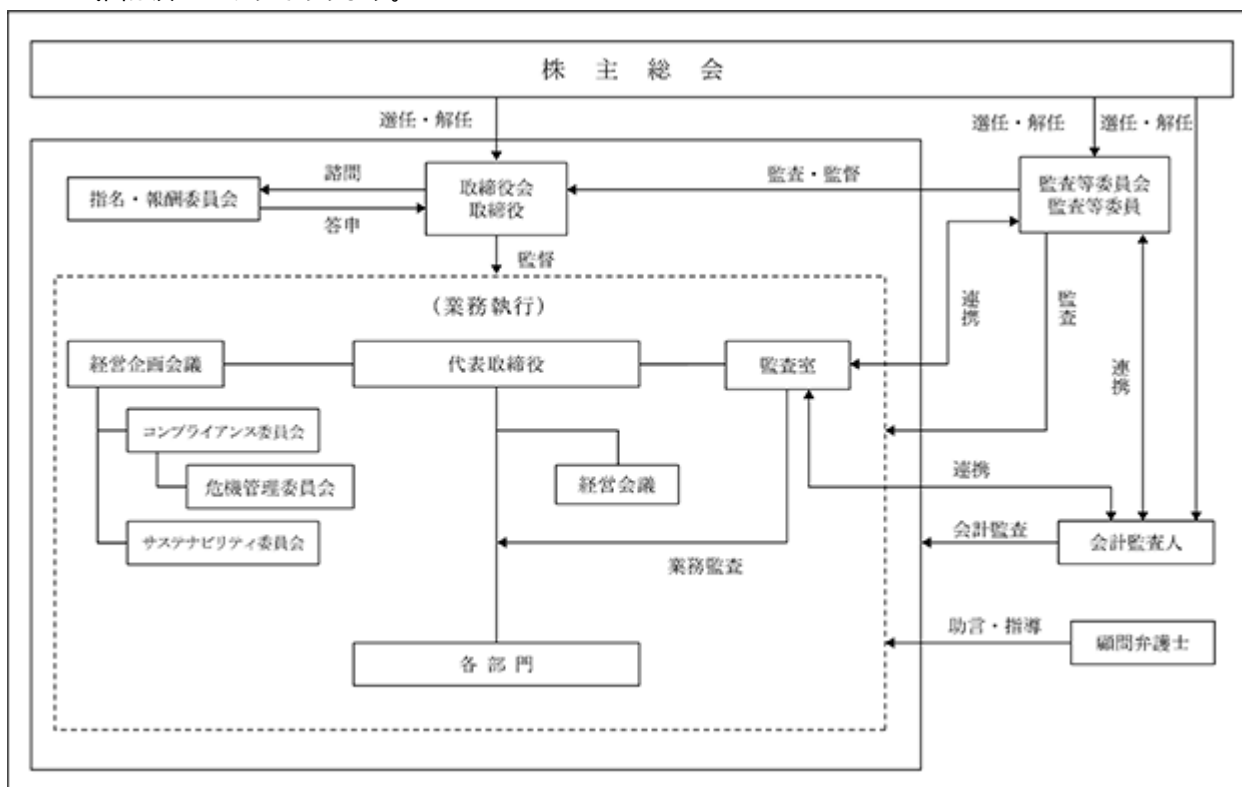 株主総会
選任・解任
選任・解任
選任・解任
諮問
監査・監督
指名・報酬委員会
取締役会
取締役
監査等委員会
監査等委員
答申
監督
(業務執行)
連携
監査
経営企画会議
代表取締役
監査室
連携
コンプライアンス委員会
危機管理委員会
経営会議
連携
サステナビリティ委員会
会計監査
会計監査人
業務監査
助言・指導
顧問弁護士
各部門